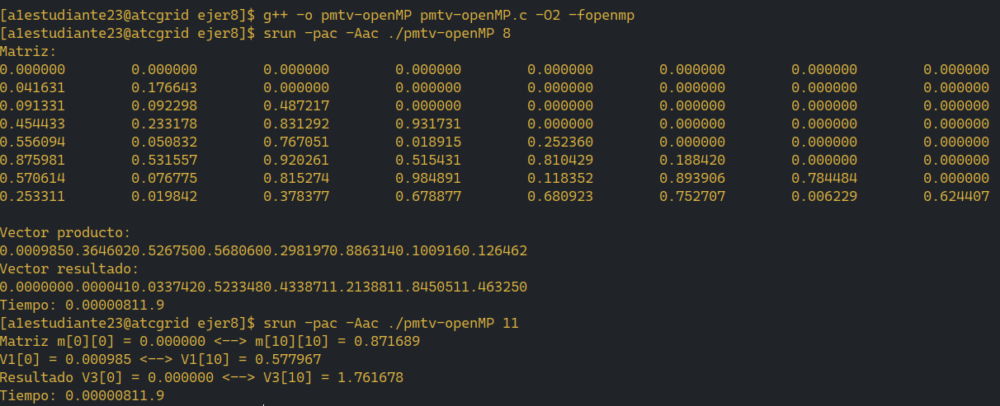 [a1estudiante23@atcgrid ejer8]$ g++ -o pmtv-openMP pmtv-openMP.c -O2 -fopenmp
[a1estudiante23@atcgrid ejer8]$ srun -pac -Aac ./pmtv-openMP 8
Matriz:
0.000000 0.000000 0.000000 0.000000 0.000000 0.000000 0.000000 0.000000
0.041631 0.176643 0.000000 0.000000 0.000000 0.000000 0.000000 0.000000
0.091331 0.092298 0.487217 0.000000 0.000000 0.000000 0.000000 0.000000
0.454433 0.233178 0.831292 0.931731 0.000000 0.000000 0.000000 0.000000
0.556094 0.050832 0.767051 0.018915 0.252360 0.000000 0.000000 0.000000
0.875981 0.531557 0.920261 0.515431 0.810429 0.188420 0.000000 0.000000
0.570614 0.076775 0.815274 0.984891 0.118352 0.893906 0.784484 0.000000
0.253311 0.019842 0.378377 0.678877 0.680923 0.752707 0.006229 0.624407
Vector producto:
0.0009850.3646020.5267500.5680600.2981970.8863140.1009160.126462
Vector resultado:
0.0000000.0000410.0337420.5233480.4338711.2138811.8450511.463250
Tiempo: 0.00000811.9
[a1estudiante23@atcgrid ejer8]$ srun -pac -Aac ./pmtv-openMP 11
Matriz m[0][0] = 0.000000 <--> m[10][10] = 0.871689
V1[0] = 0.000985 <--> V1[10] = 0.577967
Resultado V3[0] = 0.000000 <--> V3[10] = 1.761678
Tiempo: 0.00000811.9